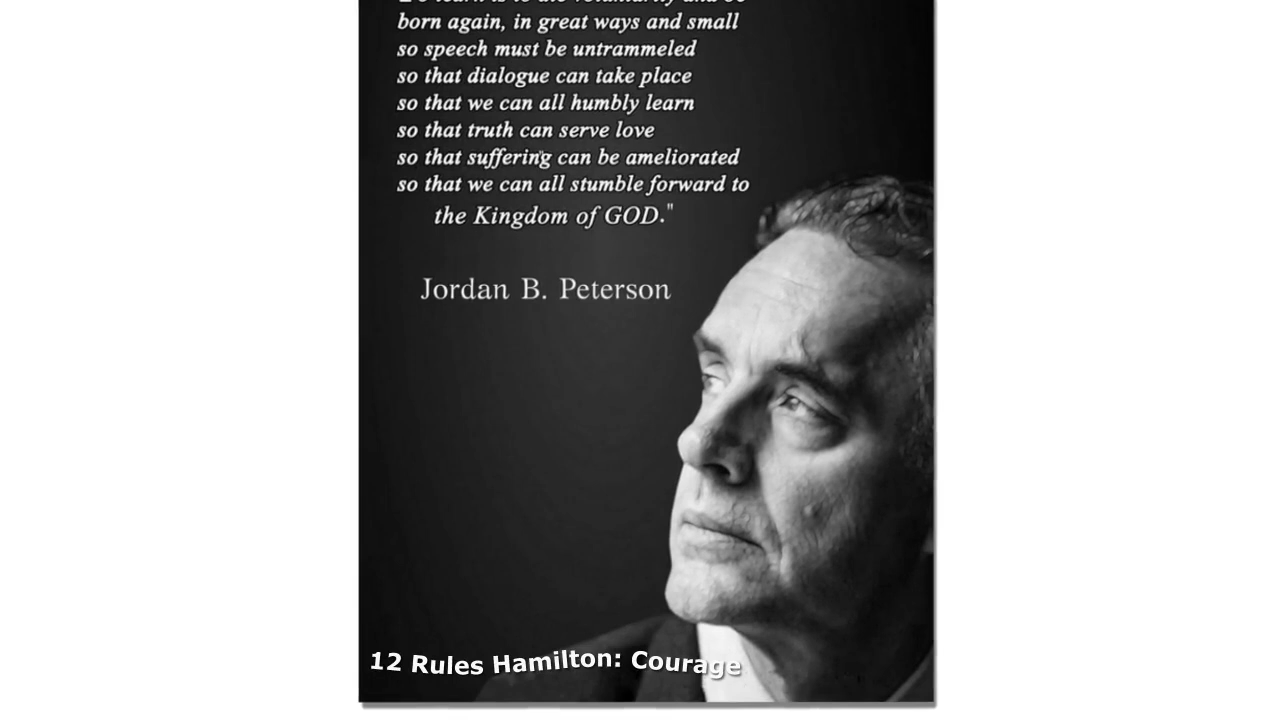 born again, in great ways and small
so speech must be untrammeled
so that dialogue can take place
so that we can all humbly learn
so that truth can serve love
so that suffering can be ameliorated
so that we can all stumble forward to
the Kingdom of GOD."
Jordan B. Peterson
12 Rules Hamilton: Courage